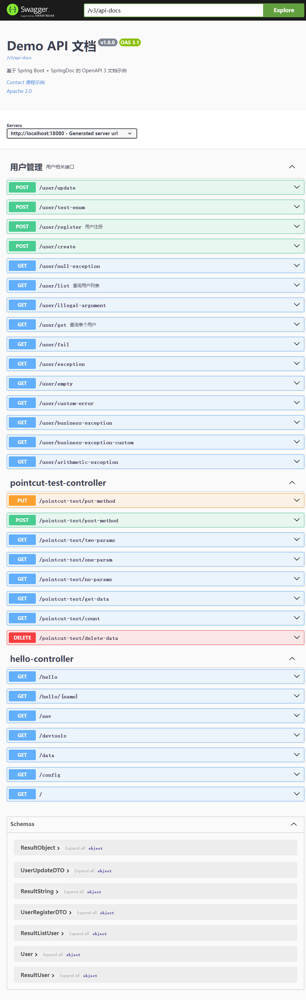 Swagger.
Supported by SMARTBEAR
/v3/api-docs
Explore
Demo API 文档 v1.0.0 OAS 3.1
/v3/api-docs
基于 Spring Boot + SpringDoc 的 OpenAPI 3 文档示例
Contact 课程示例
Apache 2.0
Servers
http://localhost:18080 - Generated server url
用户管理 用户相关接口
POST /user/update
POST /user/test-enum
POST /user/register 用户注册
POST /user/create
GET /user/null-exception
GET /user/list 查询用户列表
GET /user/illegal-argument
GET /user/get 查询单个用户
GET /user/fail
GET /user/exception
GET /user/empty
GET /user/custom-error
GET /user/business-exception
GET /user/business-exception-custom
GET /user/arithmetic-exception
pointcut-test-controller
PUT /pointcut-test/put-method
POST /pointcut-test/post-method
GET /pointcut-test/two-params
GET /pointcut-test/one-param
GET /pointcut-test/no-params
GET /pointcut-test/get-data
GET /pointcut-test/count
DELETE /pointcut-test/delete-data
hello-controller
GET /hello
GET /hello/{name}
GET /env
GET /devtools
GET /data
GET /config
GET /
Schemas
ResultObject Expand all object
UserUpdateDTO Expand all object
ResultString Expand all object
UserRegisterDTO Expand all object
ResultListUser Expand all object
User Expand all object
ResultUser Expand all object